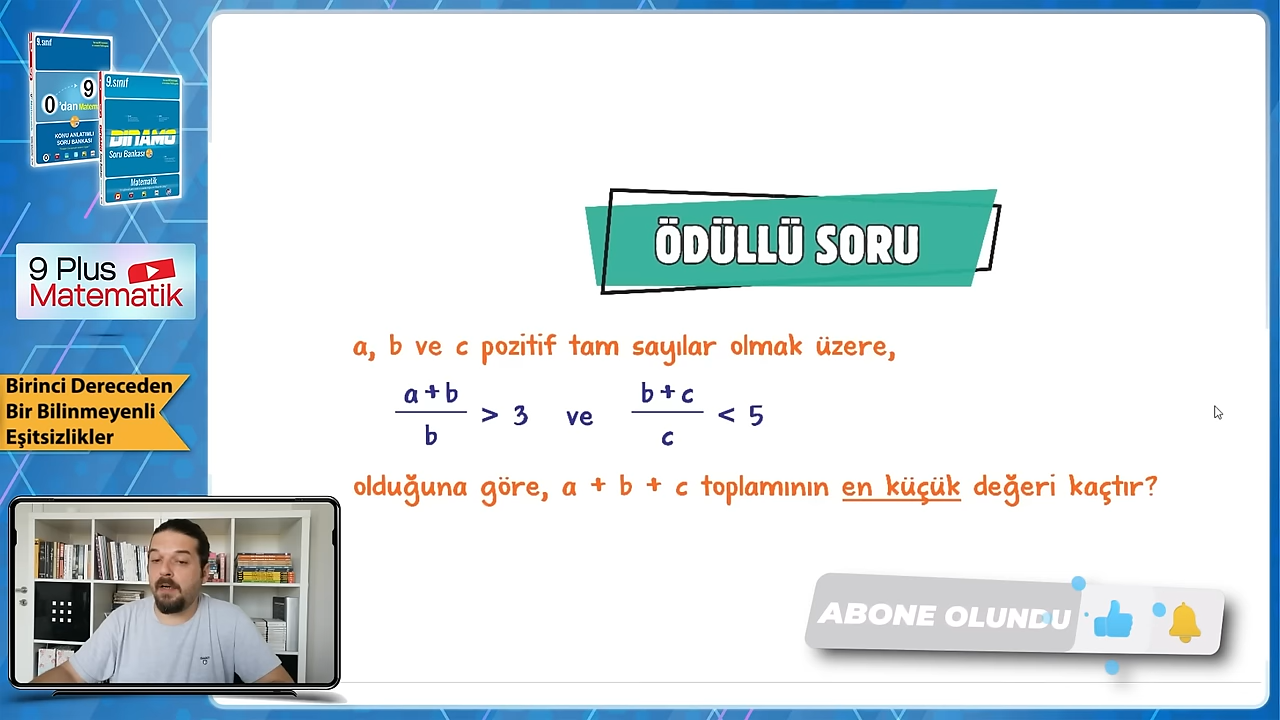 9.sınıf
9
0'dan Matem
KONU ANLATIMLI
SORU BANKASI
9.sınıf
DİNAMO
Soru Bankası
Matematik
9 Plus
Matematik
Birinci Dereceden
Bir Bilinmeyenli
Eşitsizlikler
ÖDÜLLÜ SORU
a, b ve c pozitif tam sayılar olmak üzere,
a + b / b > 3 ve b + c / c < 5
olduğuna göre, a + b + c toplamının en küçük değeri kaçtır?
ABONE OLUNDU